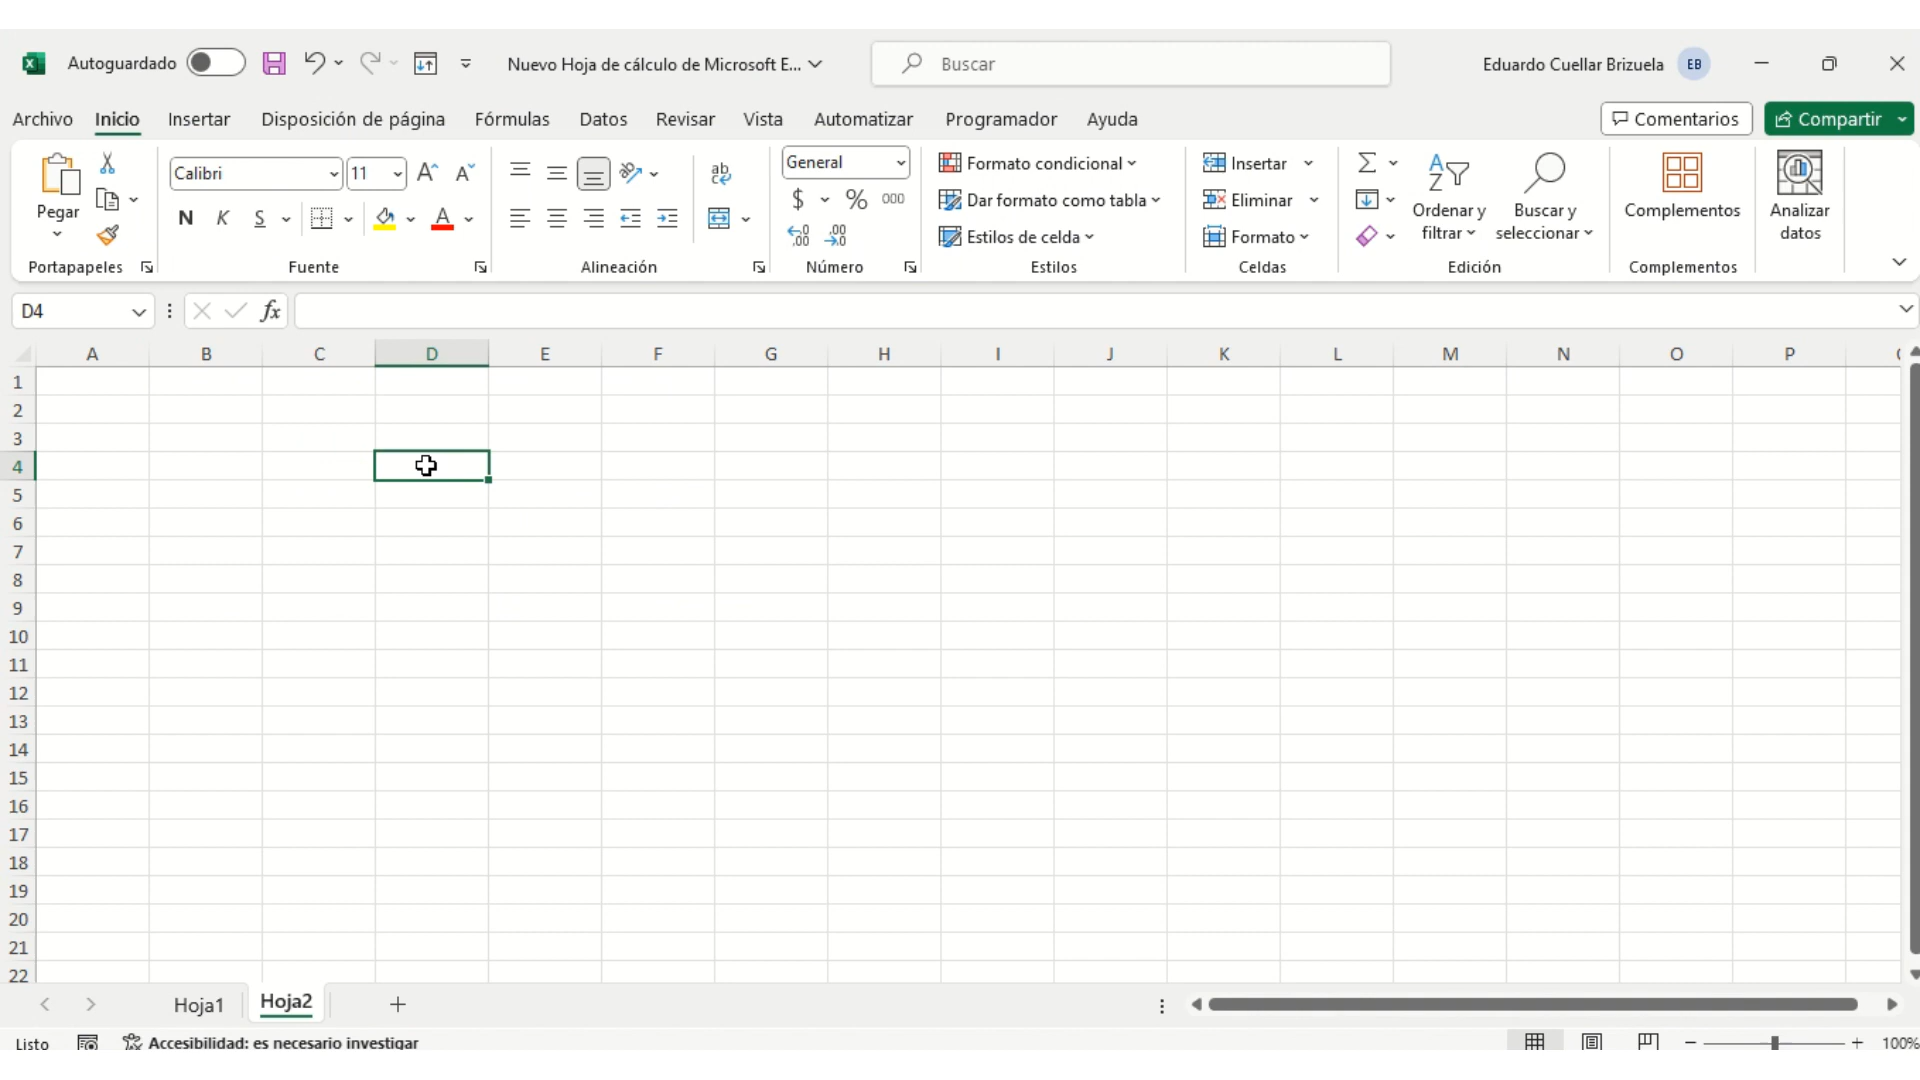 Autoguardado Nuevo Hoja de cálculo de Microsoft E... Buscar Eduardo Cuellar Brizuela EB
Archivo Inicio Insertar Disposición de página Fórmulas Datos Revisar Vista Automatizar Programador Ayuda Comentarios Compartir
Calibri 11 General Formato condicional Insertar
Pegar Dar formato como tabla Eliminar Ordenar y filtrar Buscar y seleccionar Complementos Analizar datos
N K S Estilos de celda Formato
Portapapeles Fuente Alineación Número Estilos Celdas Edición Complementos
D4 fx
A B C D E F G H I J K L M N O P
1
2
3
4
5
6
7
8
9
10
11
12
13
14
15
16
17
18
19
20
21
22
Hoja1 Hoja2
Listo Accesibilidad: es necesario investigar 100%